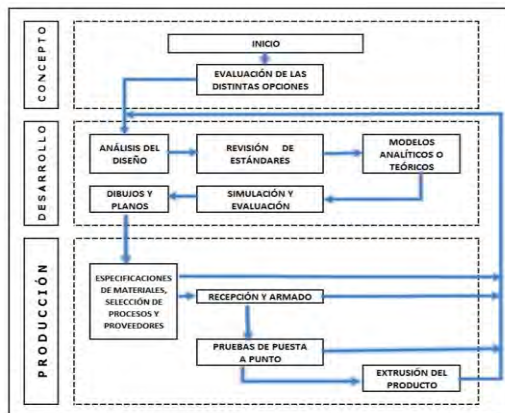 CONCEPTO
INICIO
EVALUACIÓN DE LAS
DISTINTAS OPCIONES
DESARROLLO
ANÁLISIS DEL
DISEÑO
REVISIÓN DE
ESTÁNDARES
MODELOS
ANALÍTICOS O
TEÓRICOS
DIBUJOS Y
PLANOS
SIMULACIÓN Y
EVALUACIÓN
PRODUCCIÓN
ESPECIFICACIONES
DE MATERIALES,
SELECCIÓN DE
PROCESOS Y
PROVEEDORES
RECEPCIÓN Y ARMADO
PRUEBAS DE PUESTA
A PUNTO
EXTRUSIÓN DEL
PRODUCTO